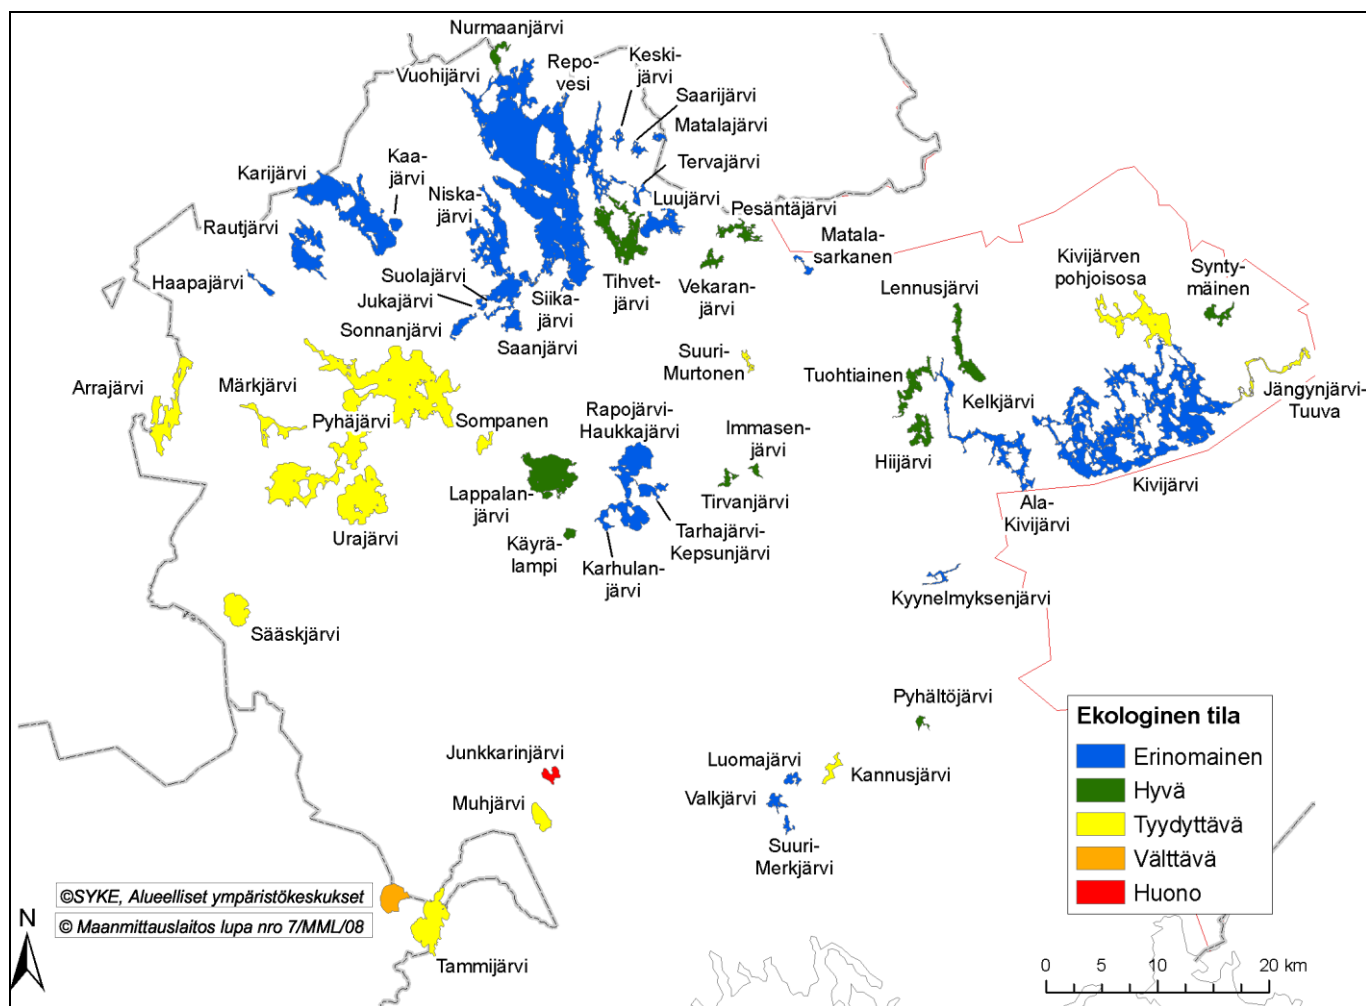 Nurmaanjärvi
Vuohijärvi
Repo-
vesi
Keski-
järvi
Saarijärvi
Matalajärvi
Tervajärvi
Kaa-
järvi
Karijärvi
Niska-
järvi
Luujärvi
Pesäntäjärvi
Rautjärvi
Matala-
sarkanen
Kivijärven
pohjoisosa
Synty-
mäinen
Haapajärvi
Suolajärvi
Jukajärvi
Siika-
järvi
Tihvet-
järvi
Vekaran-
järvi
Lennusjärvi
Sonnanjärvi
Saanjärvi
Suuri-
Murtonen
Tuohtiainen
Arrajärvi
Märkjärvi
Kelkjärvi
Jängynjärvi-
Tuuva
Pyhäjärvi
Sompanen
Rapojärvi-
Haukkajärvi
Immasen-
järvi
Hiijärvi
Kivijärvi
Lappalan-
järvi
Tirvanjärvi
Ala-
Kivijärvi
Urajärvi
Käyrä-
lampi
Karhulan-
järvi
Tarhajärvi-
Kepsunjärvi
Kyynelmyksenjärvi
Sääskjärvi
Pyhältöjärvi
Junkkarinjärvi
Luomajärvi
Kannusjärvi
Muhjärvi
Valkjärvi
Suuri-
Merkjärvi
Tammijärvi
Ekologinen tila
Erinomainen
Hyvä
Tyydyttävä
Välttävä
Huono
©SYKE, Alueelliset ympäristökeskukset
© Maanmittauslaitos lupa nro 7/MML/08
N
0 5 10 20 km